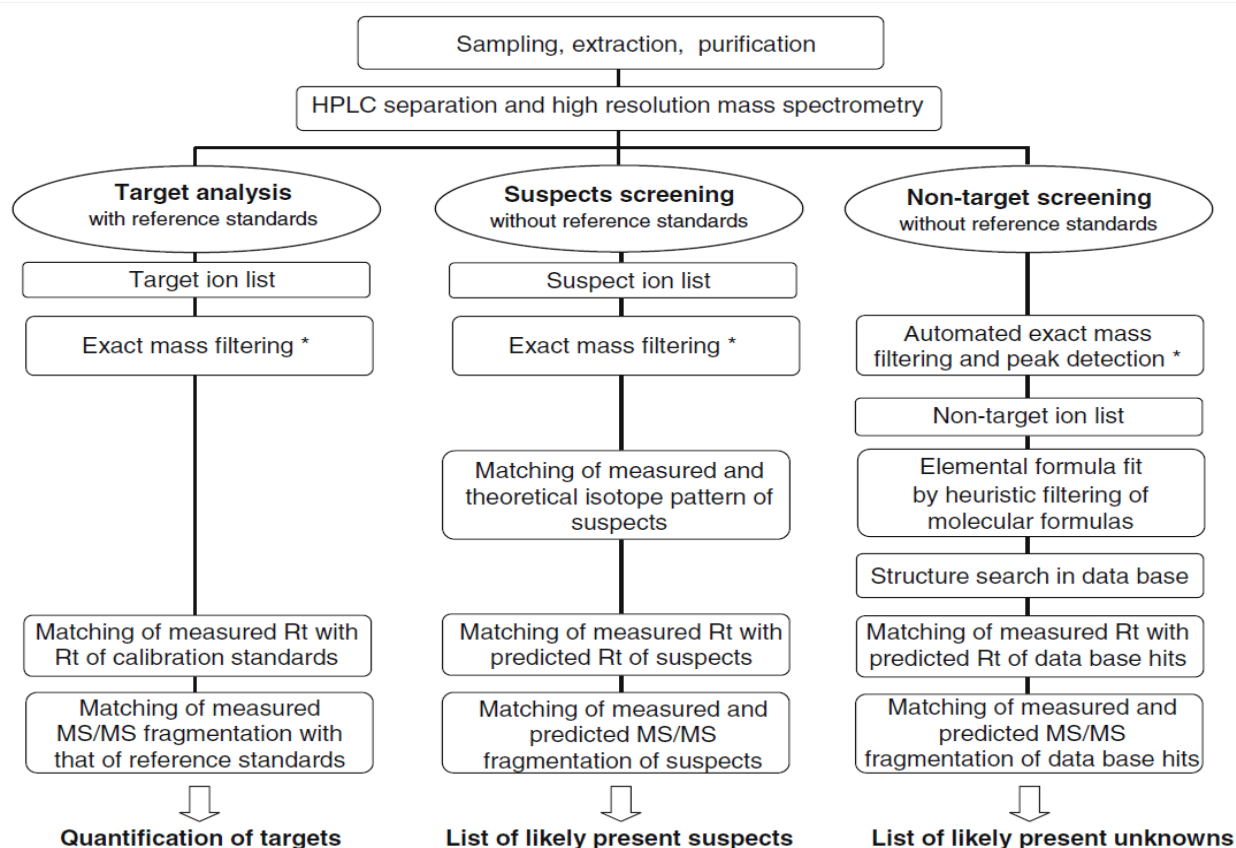 Sampling, extraction, purification
HPLC separation and high resolution mass spectrometry
Target analysis
with reference standards
Target ion list
Exact mass filtering *
Matching of measured Rt with
Rt of calibration standards
Matching of measured
MS/MS fragmentation with
that of reference standards
Quantification of targets
Suspects screening
without reference standards
Suspect ion list
Exact mass filtering *
Matching of measured and
theoretical isotope pattern of
suspects
Matching of measured Rt with
predicted Rt of suspects
Matching of measured and
predicted MS/MS
fragmentation of suspects
List of likely present suspects
Non-target screening
without reference standards
Automated exact mass
filtering and peak detection *
Non-target ion list
Elemental formula fit
by heuristic filtering of
molecular formulas
Structure search in data base
Matching of measured Rt with
predicted Rt of data base hits
Matching of measured and
predicted MS/MS
fragmentation of data base hits
List of likely present unknowns